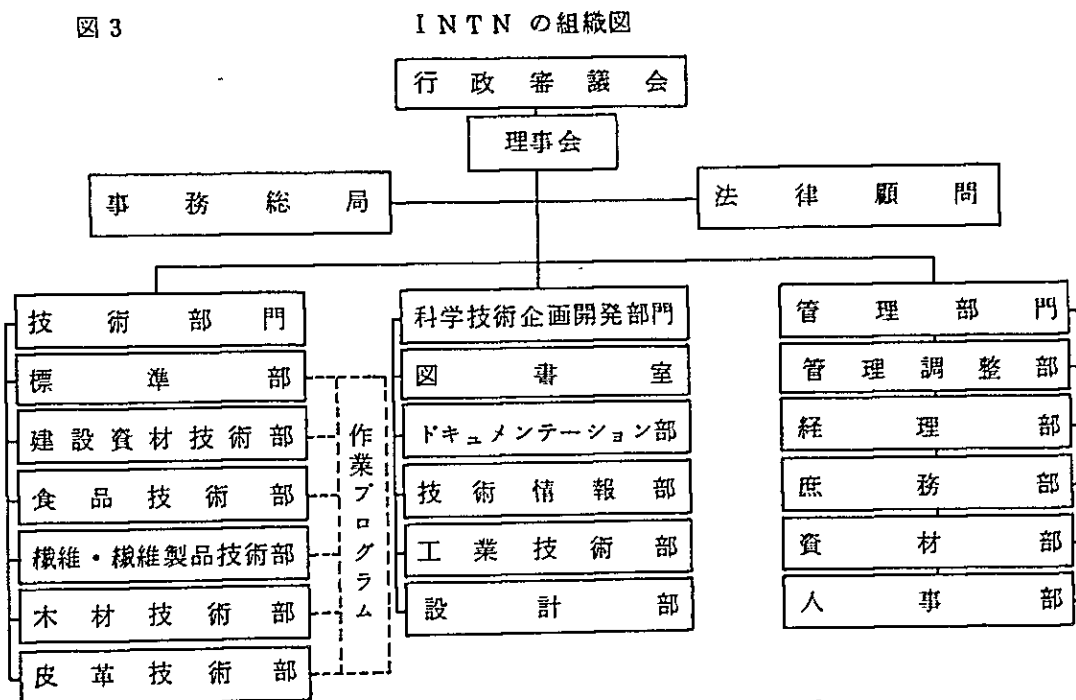 図3
INTN の組織図
行政審議会
理事会
事務総局
法律顧問
技術部門
標準部
建設資材技術部
食品技術部
繊維・繊維製品技術部
木材技術部
皮革技術部
作業プログラム
科学技術企画開発部門
図書室
ドキュメンテーション部
技術情報部
工業技術部
設計部
管理部門
管理調整部
経理部
庶務部
資材部
人事部